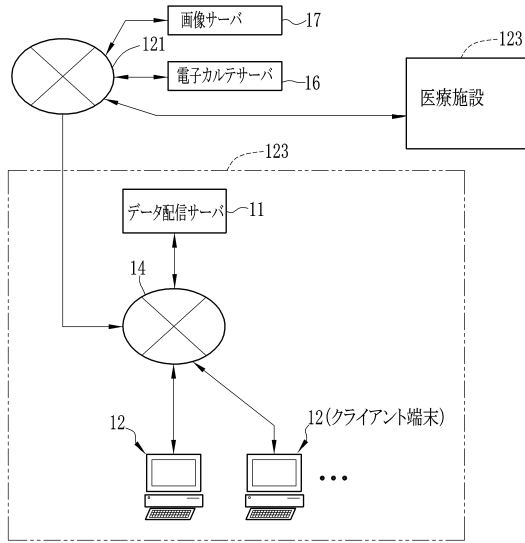 画像サーバ
17
121
電子カルテサーバ
16
123
医療施設
123
データ配信サーバ
11
14
12
12(クライアント端末)